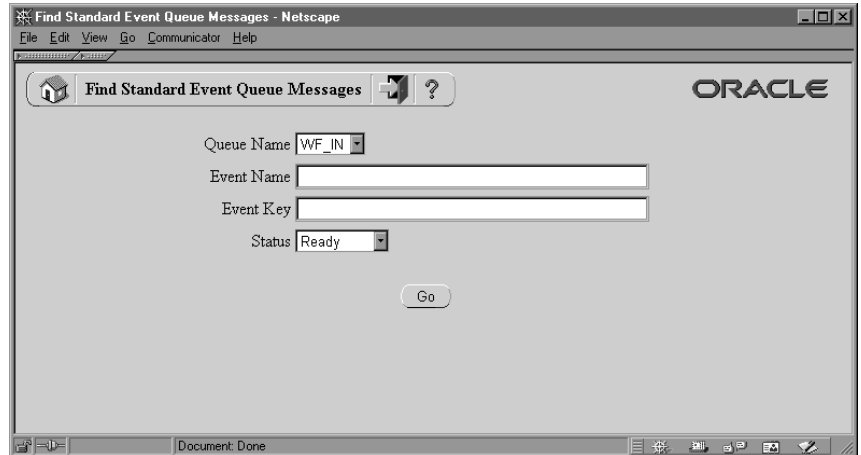 Find Standard Event Queue Messages - Netscape
File Edit View Go Communicator Help
Find Standard Event Queue Messages ? ORACLE
Queue Name WF_IN
Event Name
Event Key
Status Ready
Go
Document: Done